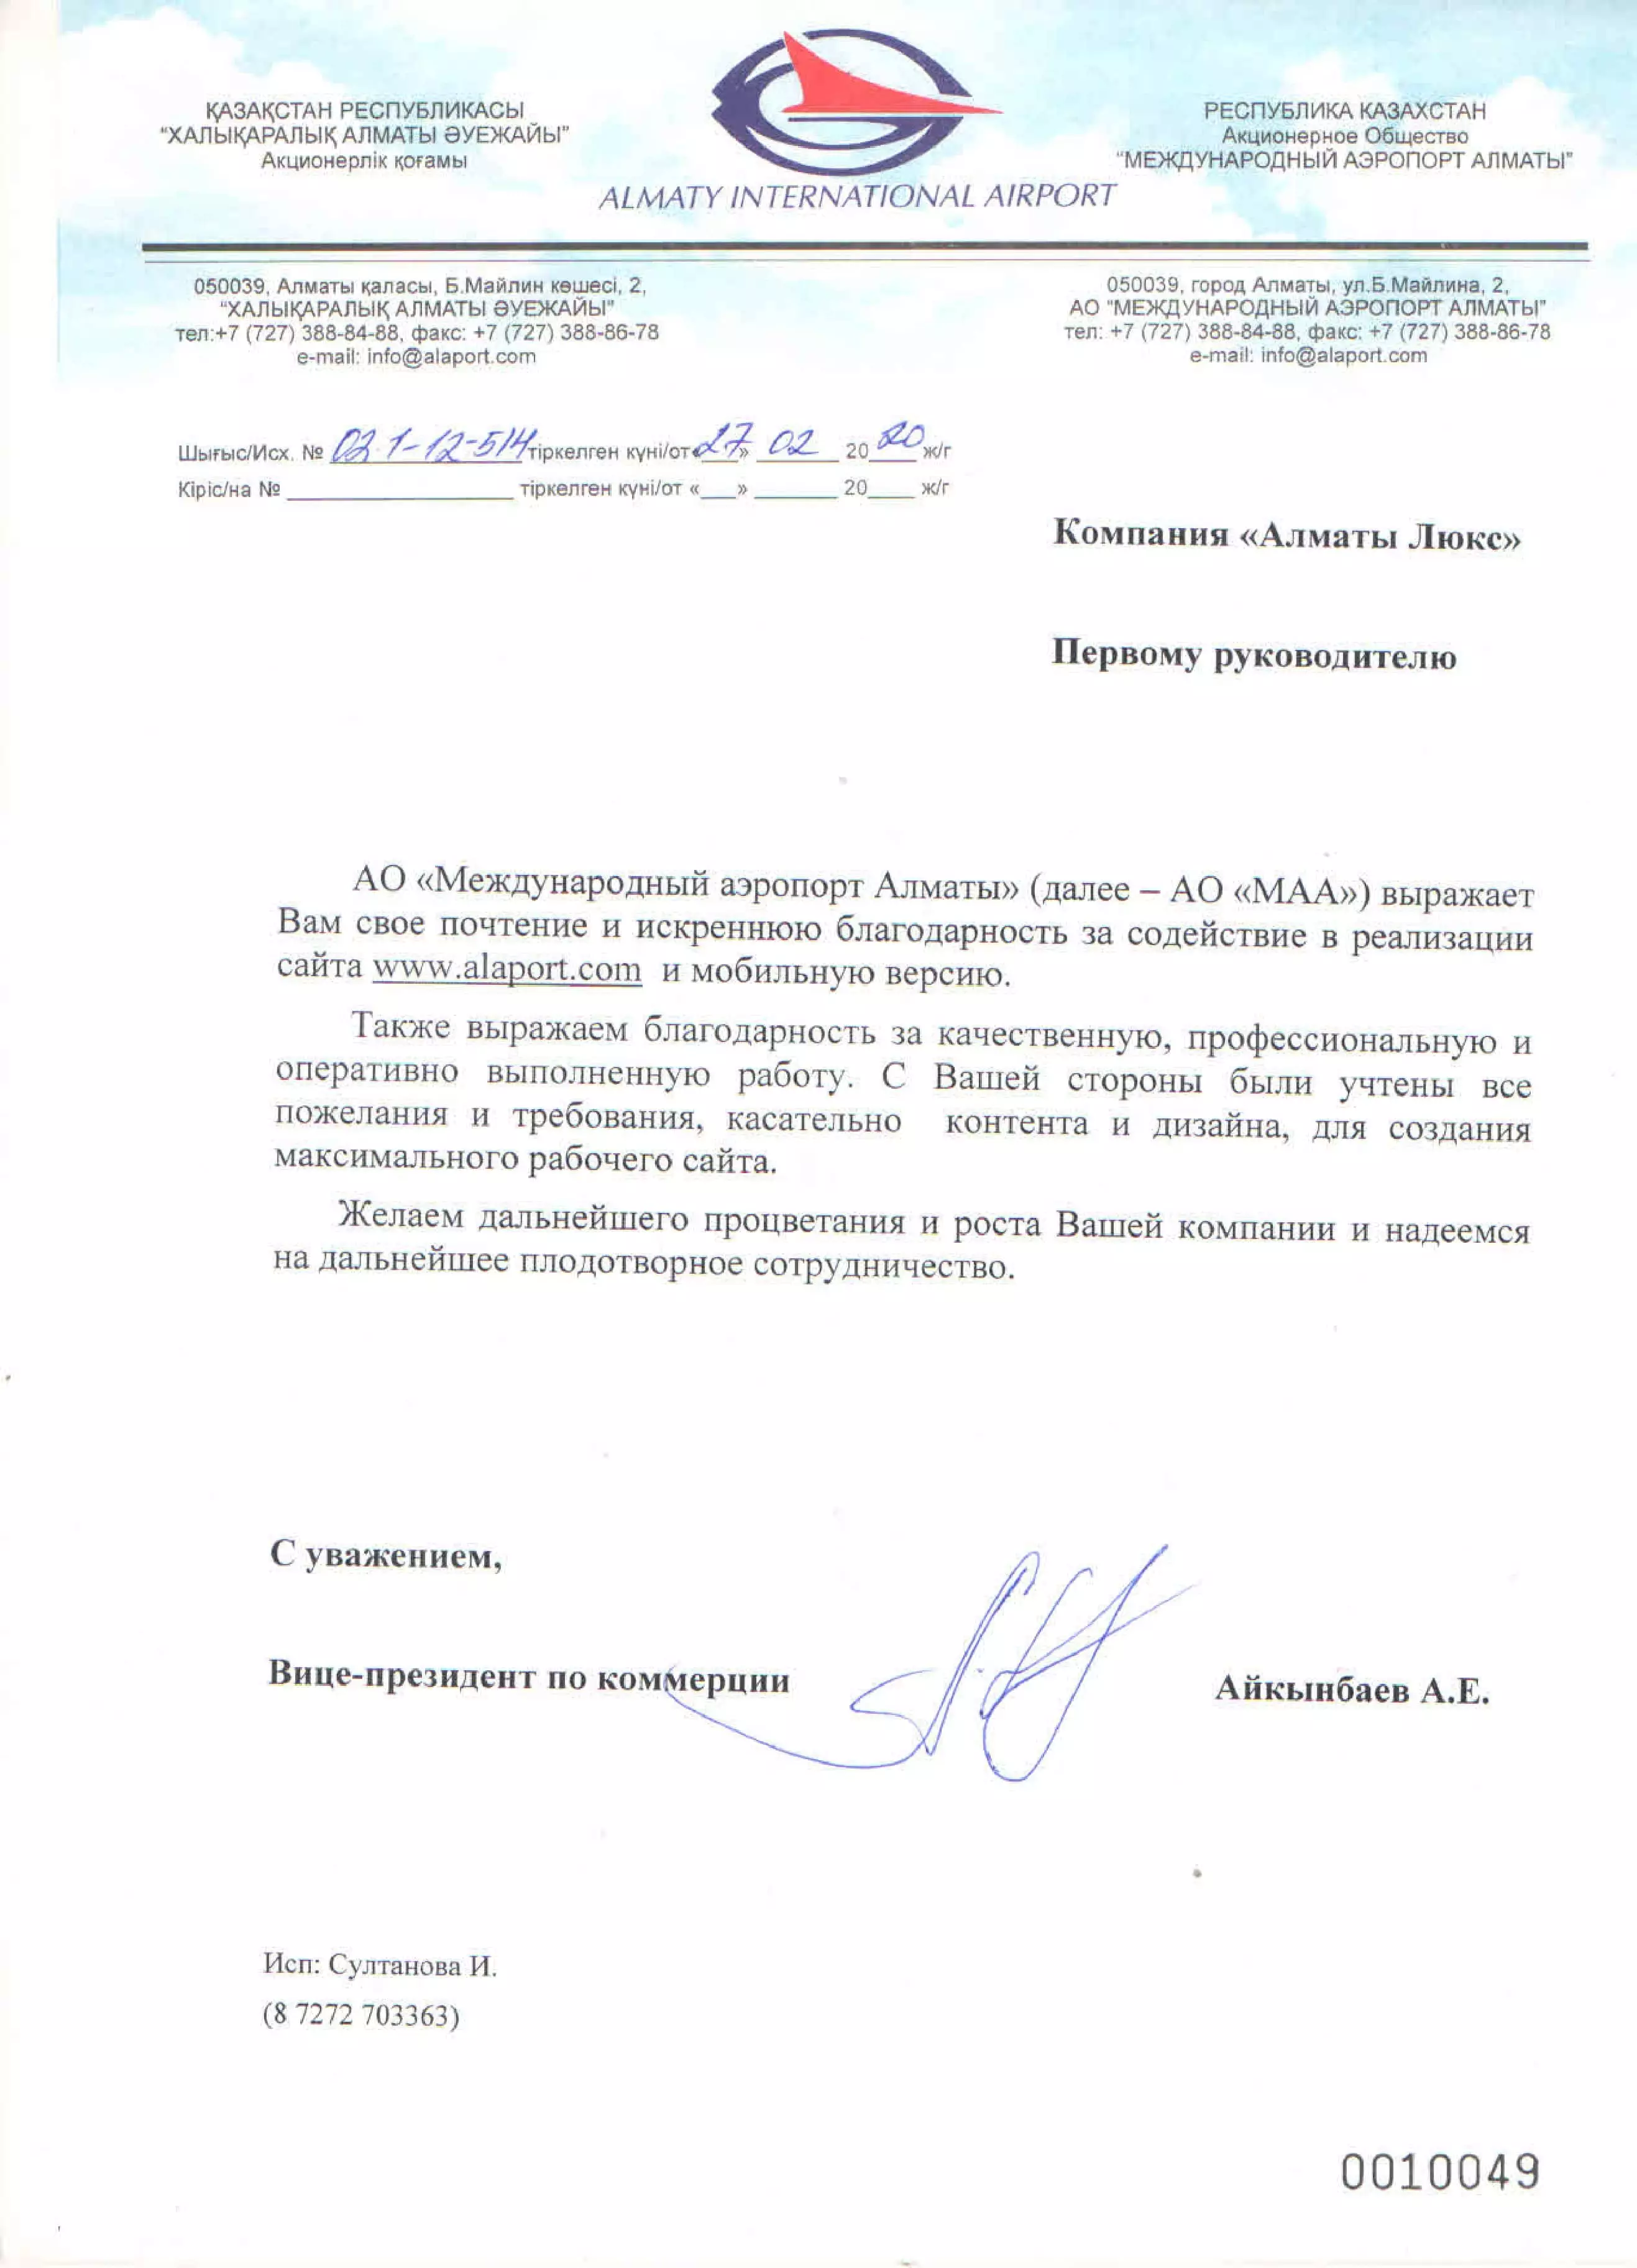 ҚАЗАҚСТАН РЕСПУБЛИКАСЫ
"ХАЛЫҚАРАЛЫҚ АЛМАТЫ ӘУЕЖАЙЫ"
Акционерлік қоғамы
ALMATY INTERNATIONAL AIRPORT
РЕСПУБЛИКА КАЗАХСТАН
Акционерное Общество
"МЕЖДУНАРОДНЫЙ АЭРОПОРТ АЛМАТЫ"
050039, Алматы қаласы, Б.Майлин көшесі, 2,
"ХАЛЫҚАРАЛЫҚ АЛМАТЫ ӘУЕЖАЙЫ"
тел:+7 (727) 388-84-88, факс: +7 (727) 388-86-78
e-mail: info@alaport.com
050039, город Алматы, ул.Б.Майлина, 2,
АО "МЕЖДУНАРОДНЫЙ АЭРОПОРТ АЛМАТЫ"
тел: +7 (727) 388-84-88, факс: +7 (727) 388-86-78
e-mail: info@alaport.com
Шығыс/Исх. № тіркелген күні/от «27» 02 2020 ж/г
Кіріс/на № ________ тіркелген күні/от «___» ______ 20___ ж/г
Компания «Алматы Люкс»
Первому руководителю
АО «Международный аэропорт Алматы» (далее – АО «МАА») выражает
Вам свое почтение и искреннюю благодарность за содействие в реализации
сайта www.alaport.com и мобильную версию.
Также выражаем благодарность за качественную, профессиональную и
оперативно выполненную работу. С Вашей стороны были учтены все
пожелания и требования, касательно контента и дизайна, для создания
максимального рабочего сайта.
Желаем дальнейшего процветания и роста Вашей компании и надеемся
на дальнейшее плодотворное сотрудничество.
С уважением,
Вице-президент по коммерции
Айкынбаев А.Е.
Исп: Султанова И.
(8 7272 703363)
0010049